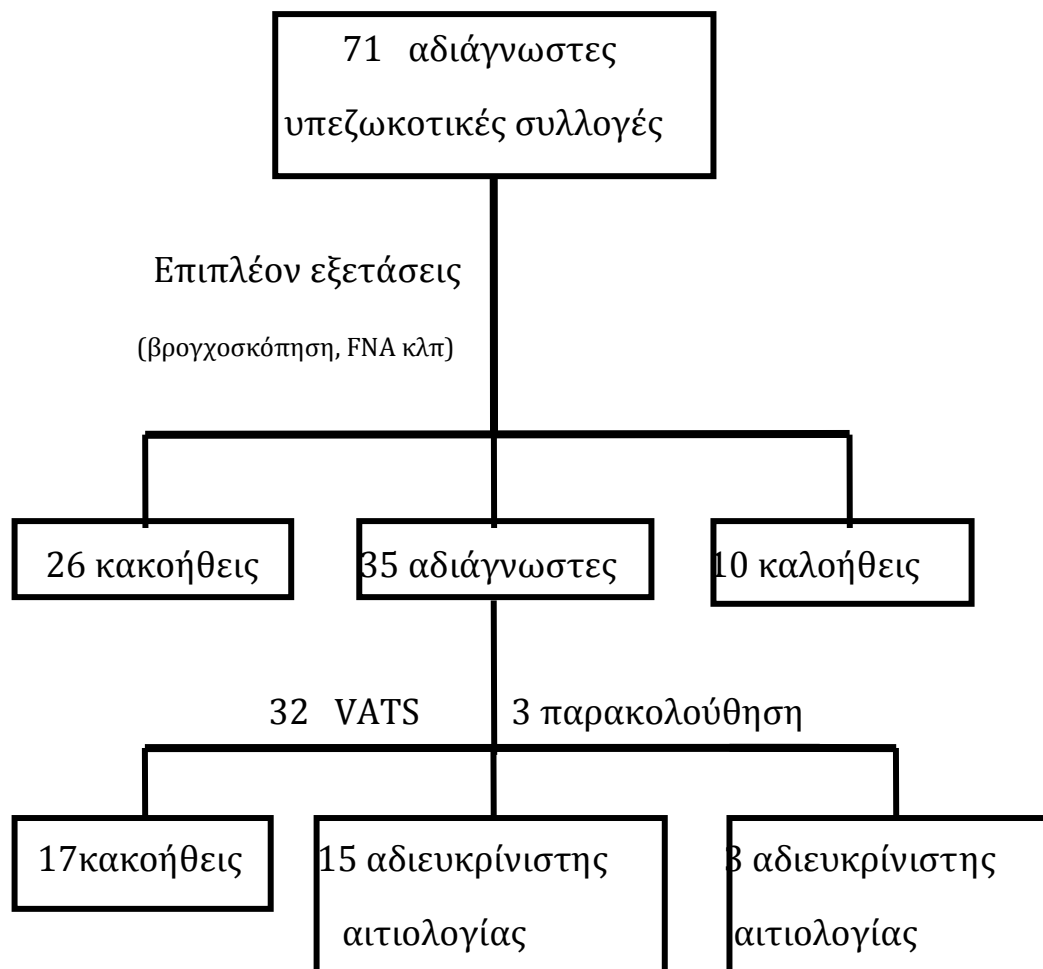 71 αδιάγνωστες
υπεζωκοτικές συλλογές
Επιπλέον εξετάσεις
(βρογχοσκόπηση, FNA κλπ)
26 κακοήθεις
35 αδιάγνωστες
10 καλοήθεις
32 VATS
3 παρακολούθηση
17κακοήθεις
15 αδιευκρίνιστης
αιτιολογίας
3 αδιευκρίνιστης
αιτιολογίας